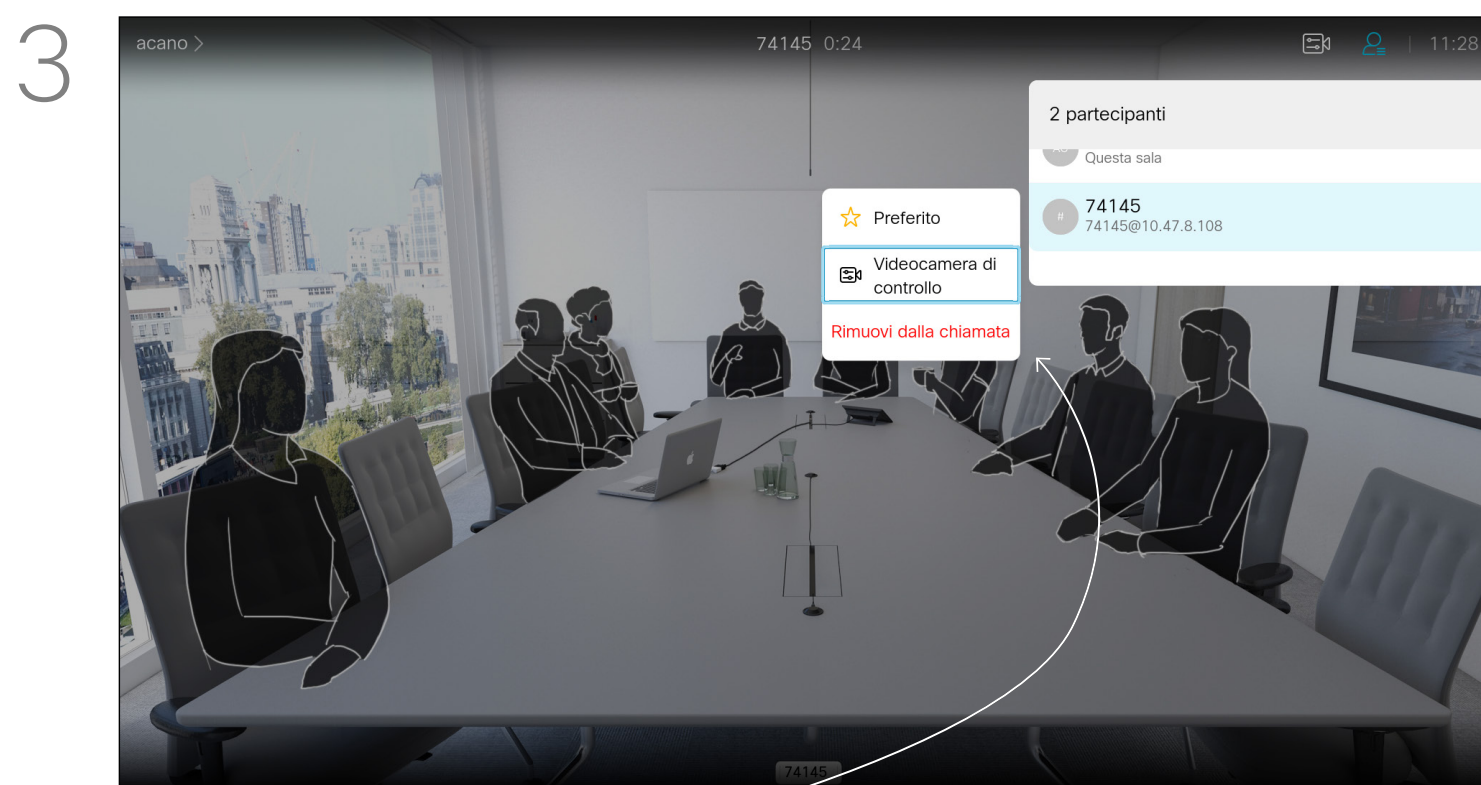 3
acano >
74145 0:24
11:28
2 partecipanti
Questa sala
#
74145
74145@10.47.8.108
Preferito
Videocamera di
controllo
Rimuovi dalla chiamata
74145